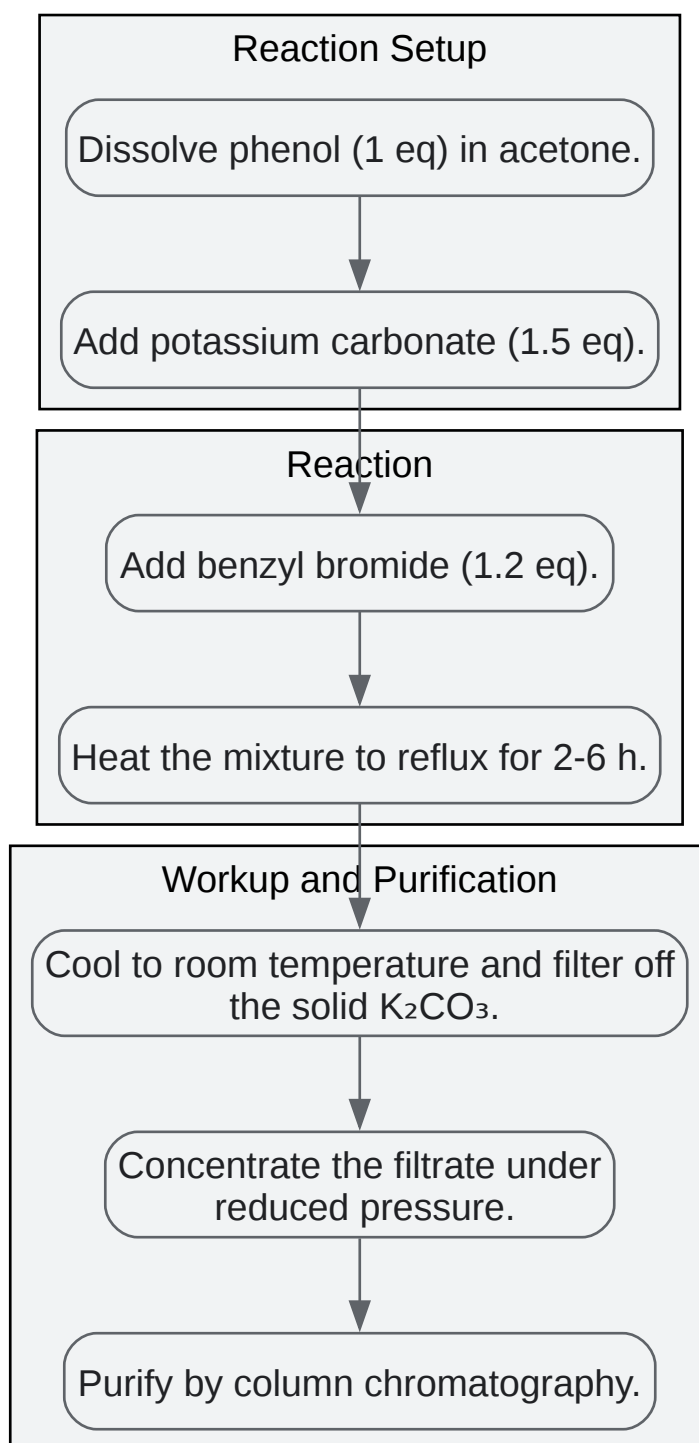 Reaction Setup
Dissolve phenol (1 eq) in acetone.
Add potassium carbonate (1.5 eq).
Reaction
Add benzyl bromide (1.2 eq).
Heat the mixture to reflux for 2-6 h.
Workup and Purification
Cool to room temperature and filter off
the solid K₂CO₃.
Concentrate the filtrate under
reduced pressure.
Purify by column chromatography.